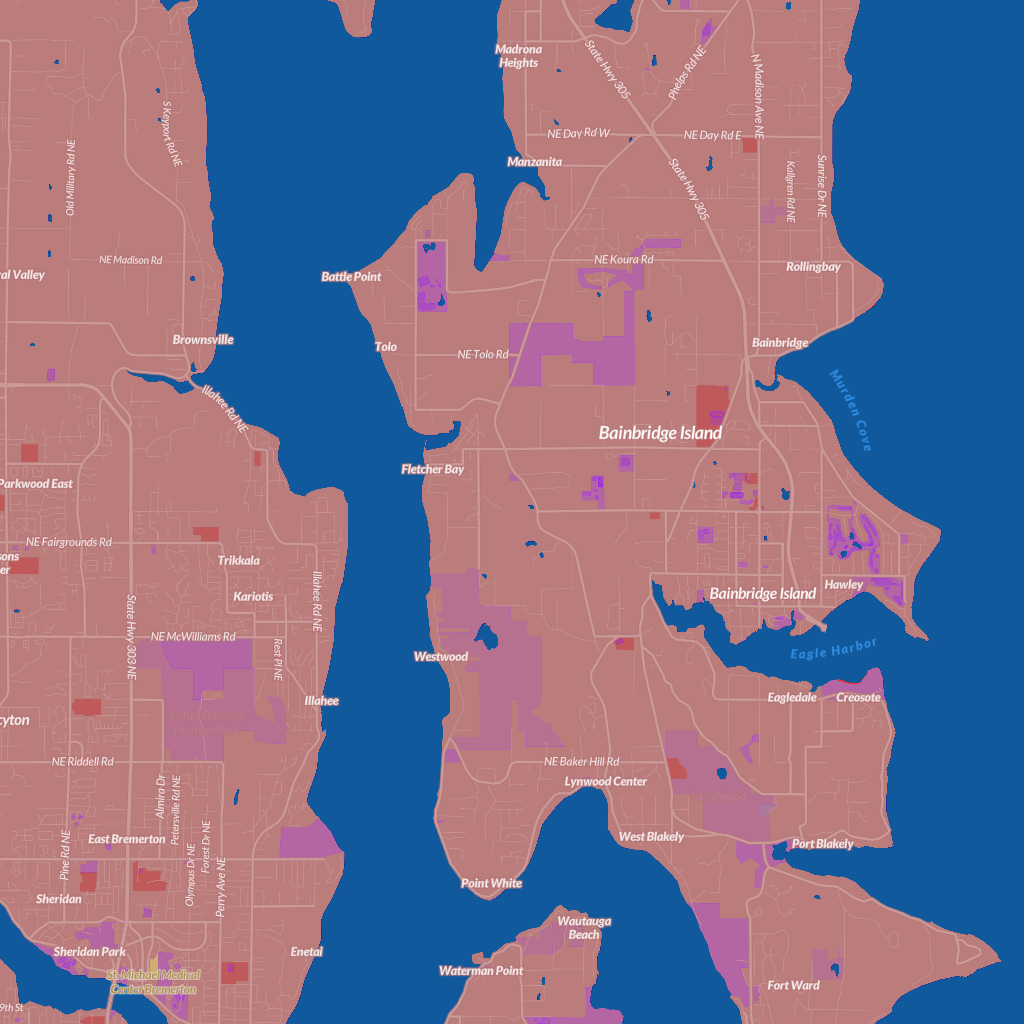 Madrona
Heights
State Hwy 305
Phelps Rd NE
N Madison Ave NE
S Keyport Rd NE
Old Military Rd NE
NE Day Rd W
NE Day Rd E
Manzanita
State Hwy 305
Kallgren Rd NE
Sunrise Dr NE
NE Madison Rd
ral Valley
Battle Point
NE Koura Rd
Rollingbay
Brownsville
Tolo
NE Tolo Rd
Bainbridge
Illahee Rd NE
Murden Cove
Bainbridge Island
Fletcher Bay
Parkwood East
NE Fairgrounds Rd
sons
er
Trikkala
Kariotis
Illahee Rd NE
State Hwy 303 NE
Bainbridge Island
Hawley
NE McWilliams Rd
Rest Pl NE
Westwood
Eagle Harbor
Illahee
Eagledale
Creosote
cyton
NE Riddell Rd
NE Baker Hill Rd
Lynwood Center
Almira Dr
Petersville Rd NE
East Bremerton
Pine Rd NE
Olympus Dr NE
Forest Dr NE
Perry Ave NE
West Blakely
Port Blakely
Point White
Sheridan
Wautauga
Beach
Sheridan Park
Enetai
St. Michael Medical
Center Bremerton
Waterman Point
Fort Ward
9th St